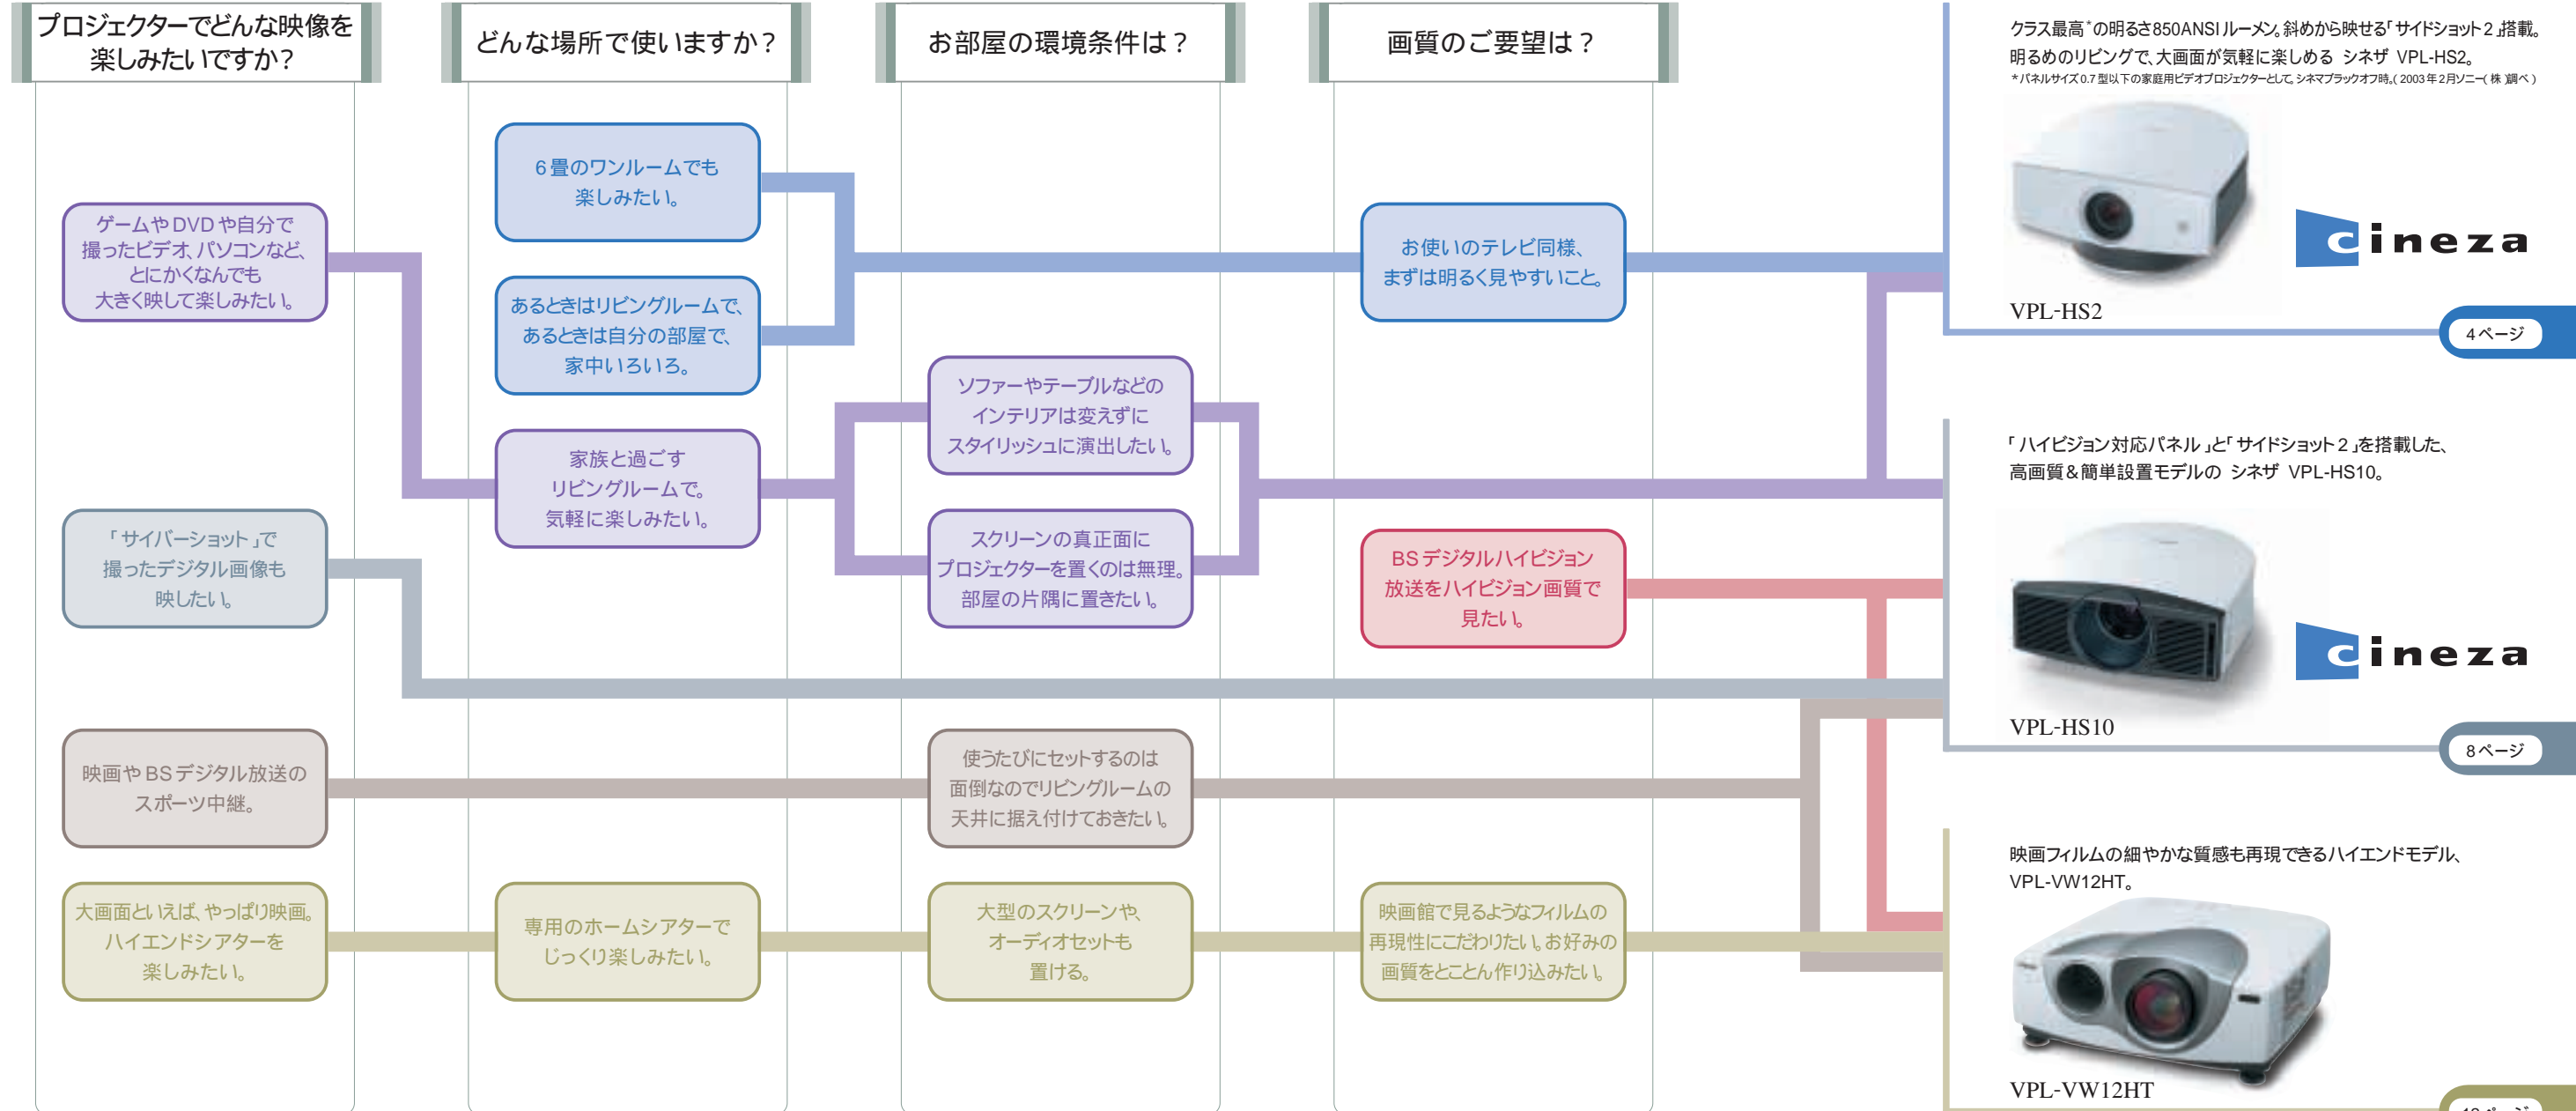 プロジェクターでどんな映像を
楽しみたいですか?
どんな場所で使いますか?
お部屋の環境条件は?
画質のご要望は?
ゲームやDVDや自分で
撮ったビデオ、パソコンなど、
とにかくなんでも
大きく映して楽しみたい。
「サイバーショット」で
撮ったデジタル画像も
映したい。
映画やBSデジタル放送の
スポーツ中継。
大画面といえば、やっぱり映画。
ハイエンドシアターを
楽しみたい。
6畳のワンルームでも
楽しみたい。
あるときはリビングルームで、
あるときは自分の部屋で、
家中いろいろ。
家族と過ごす
リビングルームで。
気軽に楽しみたい。
専用のホームシアターで
じっくり楽しみたい。
ソファーやテーブルなどの
インテリアは変えずに
スタイリッシュに演出したい。
スクリーンの真正面に
プロジェクターを置くのは無理。
部屋の片隅に置きたい。
使うたびにセットするのは
面倒なのでリビングルームの
天井に据え付けておきたい。
大型のスクリーンや、
オーディオセットも
置ける。
お使いのテレビ同様、
まずは明るく見やすいこと。
BSデジタルハイビジョン
放送をハイビジョン画質で
見たい。
映画館で見るようなフィルムの
再現性にこだわりたい。お好みの
画質をとことん作り込みたい。
クラス最高*の明るさ850ANSIルーメン。斜めから映せる「サイドショット2」搭載。
明るめのリビングで、大画面が気軽に楽しめる シネザ VPL-HS2。
*パネルサイズ0.7型以下の家庭用ビデオプロジェクターとして。シネマブラックオフ時。(2003年2月ソニー(株)調べ)
cineza
VPL-HS2
4ページ
「ハイビジョン対応パネル」と「サイドショット2」を搭載した、
高画質&簡単設置モデルの シネザ VPL-HS10。
cineza
VPL-HS10
8ページ
映画フィルムの細やかな質感も再現できるハイエンドモデル、
VPL-VW12HT。
VPL-VW12HT